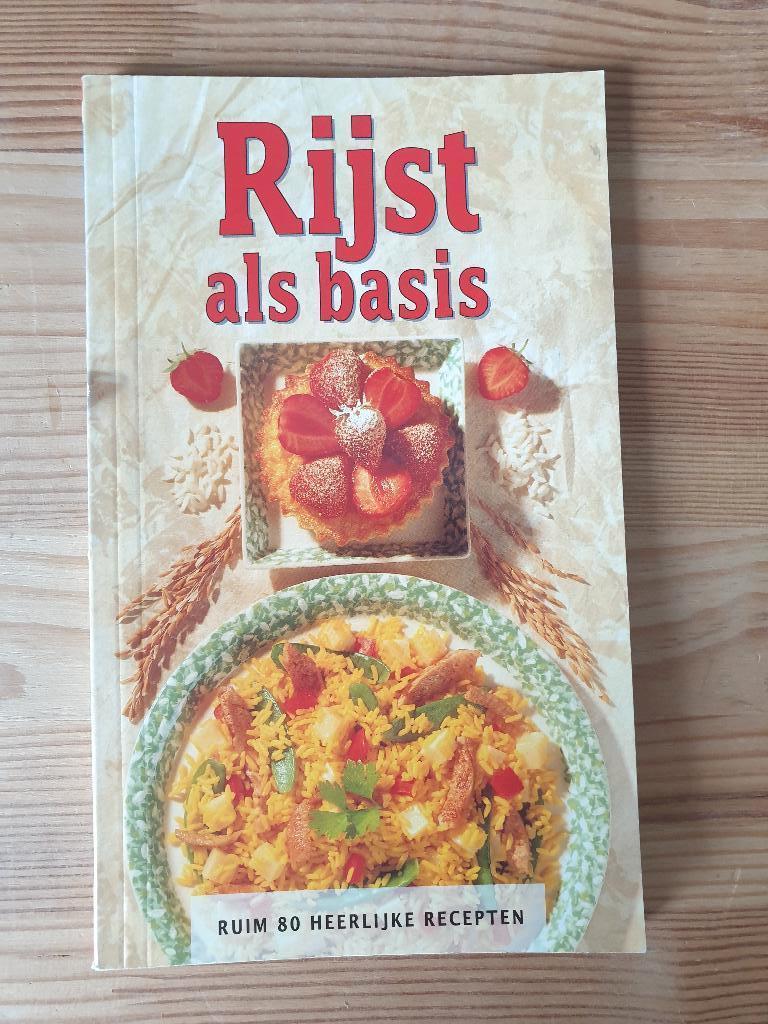 Rijst
als basis
RUIM 80 HEERLIJKE RECEPTEN